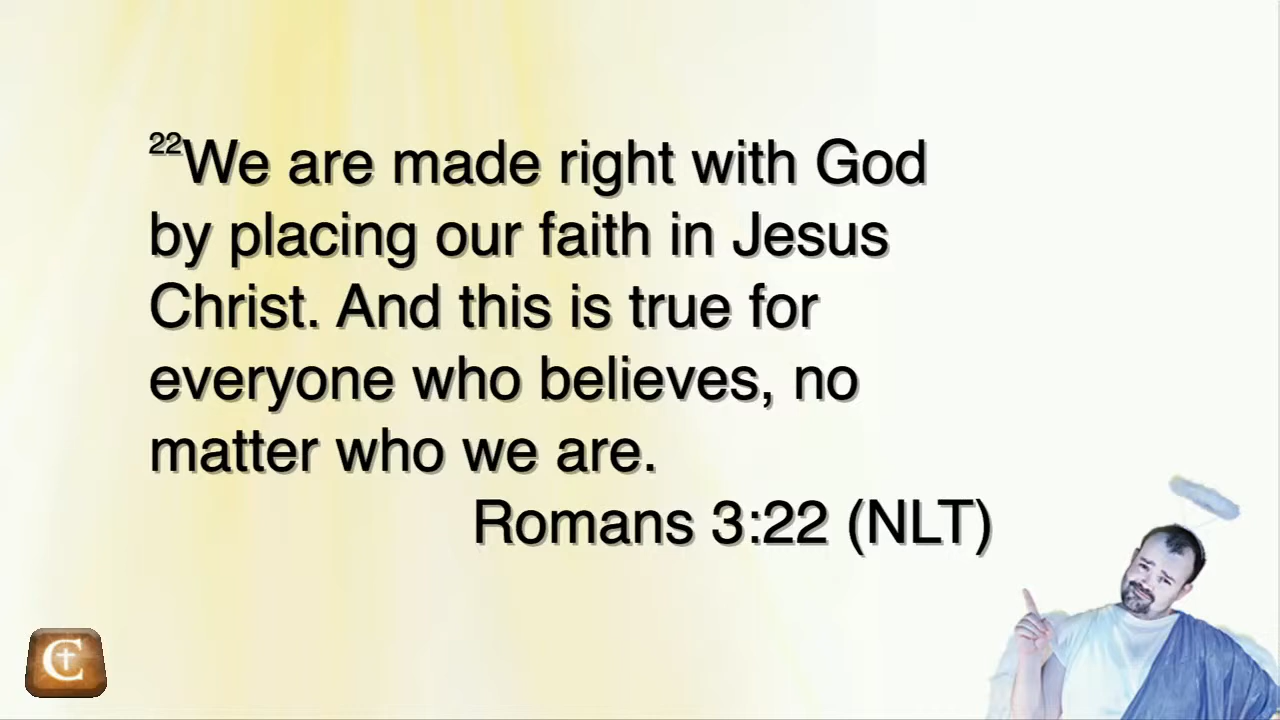 22We are made right with God
by placing our faith in Jesus
Christ. And this is true for
everyone who believes, no
matter who we are.
Romans 3:22 (NLT)
C